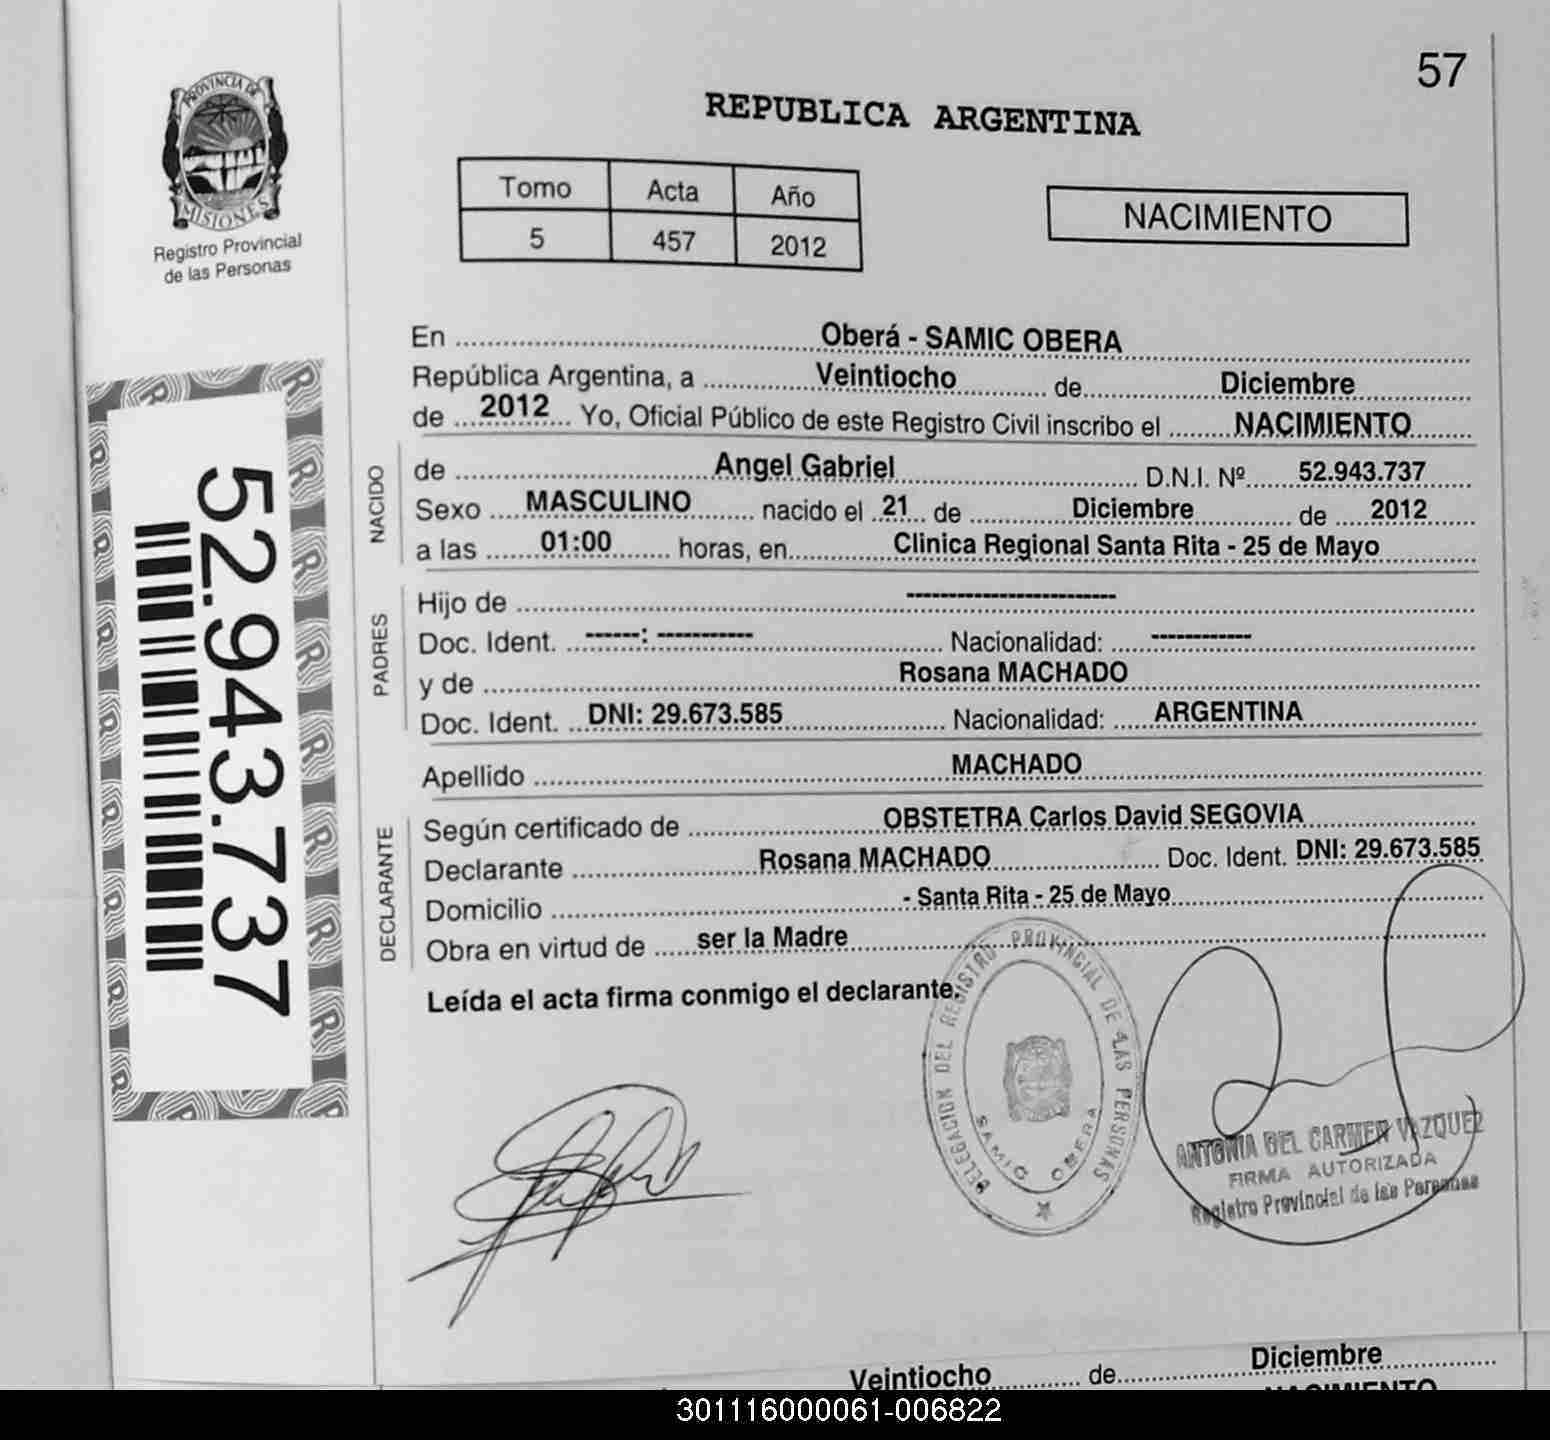 57
REPUBLICA ARGENTINA
PROVINCIA DE
MISIONES
Registro Provincial
de las Personas
Tomo Acta Año
5 457 2012
NACIMIENTO
En Oberá - SAMIC OBERA
República Argentina, a Veintiocho de Diciembre
de 2012 Yo, Oficial Público de este Registro Civil inscribo el NACIMIENTO
NACIDO
de Angel Gabriel D.N.I. Nº 52.943.737
Sexo MASCULINO nacido el 21 de Diciembre de 2012
a las 01:00 horas, en Clinica Regional Santa Rita - 25 de Mayo
PADRES
Hijo de -------------------------
Doc. Ident. ------: ----------- Nacionalidad: ------------
y de Rosana MACHADO
Doc. Ident. DNI: 29.673.585 Nacionalidad: ARGENTINA
Apellido MACHADO
DECLARANTE
Según certificado de OBSTETRA Carlos David SEGOVIA
Declarante Rosana MACHADO Doc. Ident. DNI: 29.673.585
Domicilio - Santa Rita - 25 de Mayo
Obra en virtud de ser la Madre
Leída el acta firma conmigo el declarante.
52.943.737
DELEGACION DEL REGISTRO PROVINCIAL DE LAS PERSONAS
SAMIC OBERA
ANTONIA DEL CARMEN VAZQUEZ
FIRMA AUTORIZADA
Registro Provincial de las Personas
Veintiocho de Diciembre
NACIMIENTO
301116000061-006822